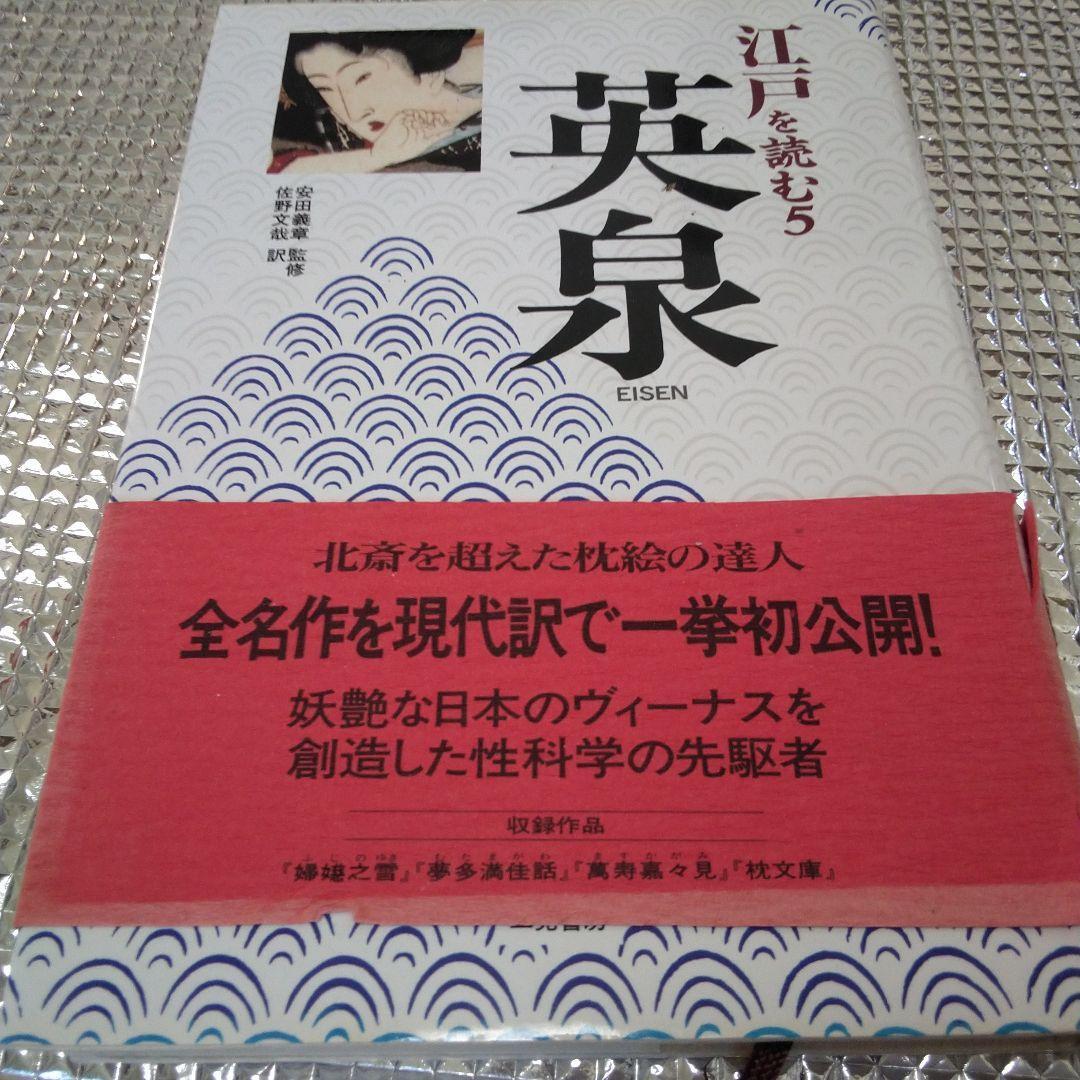 江戸を読む5
英泉
EISEN
安田義章 監修
佐野文哉 訳
北斎を超えた枕絵の達人
全名作を現代訳で一挙初公開!
妖艶な日本のヴィーナスを
創造した性科学の先駆者
収録作品
『婦嬑之雪』『夢多満佳話』『萬寿嘉々見』『枕文庫』